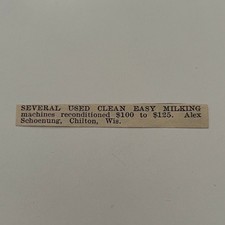 SEVERAL USED CLEAN EASY MILKING
machines reconditioned $100 to $125. Alex
Schoenung, Chilton, Wis.